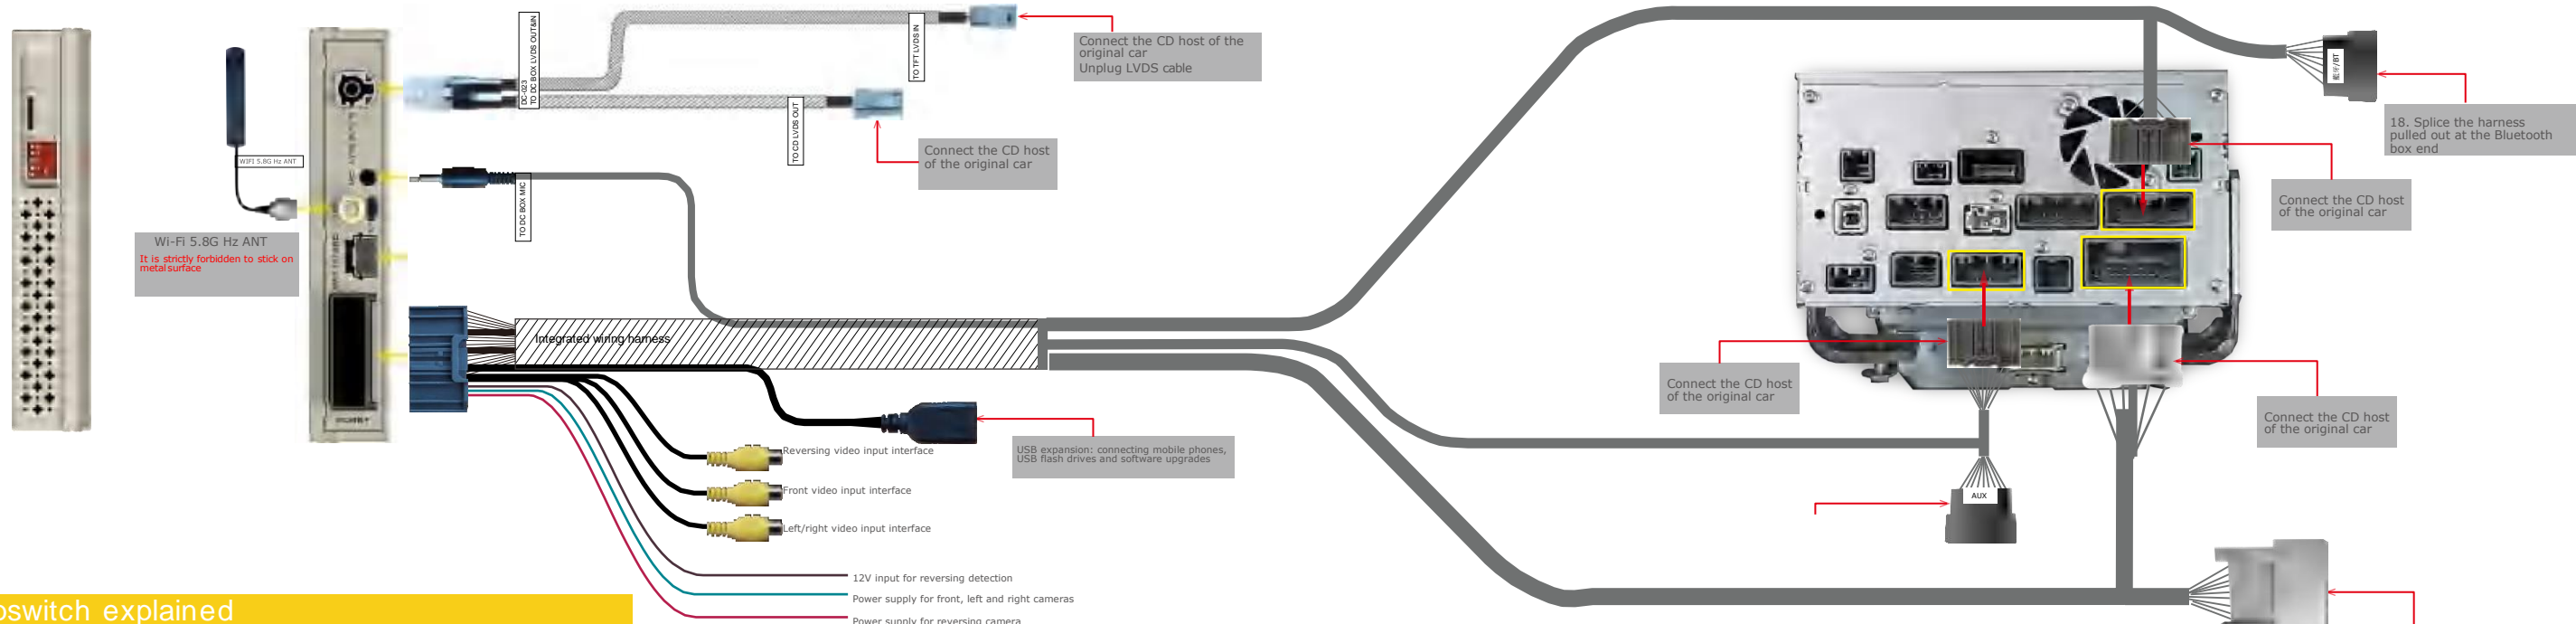 WIFI 5.8G Hz ANT
Wi-Fi 5.8G Hz ANT
It is strictly forbidden to stick on
metal surface
DC-023
TO DC BOX LVDS OUT&IN
TO TFT LVDS IN
TO CD LVDS OUT
TO DC BOX MIC
Connect the CD host of the
original car
Unplug LVDS cable
Connect the CD host
of the original car
Integrated wiring harness
USB expansion: connecting mobile phones,
USB flash drives and software upgrades
Reversing video input interface
Front video input interface
Left/right video input interface
12V input for reversing detection
Power supply for front, left and right cameras
Power supply for reversing camera
蓝牙/BT
18. Splice the harness
pulled out at the Bluetooth
box end
Connect the CD host
of the original car
Connect the CD host
of the original car
Connect the CD host
of the original car
AUX
oswitch explained